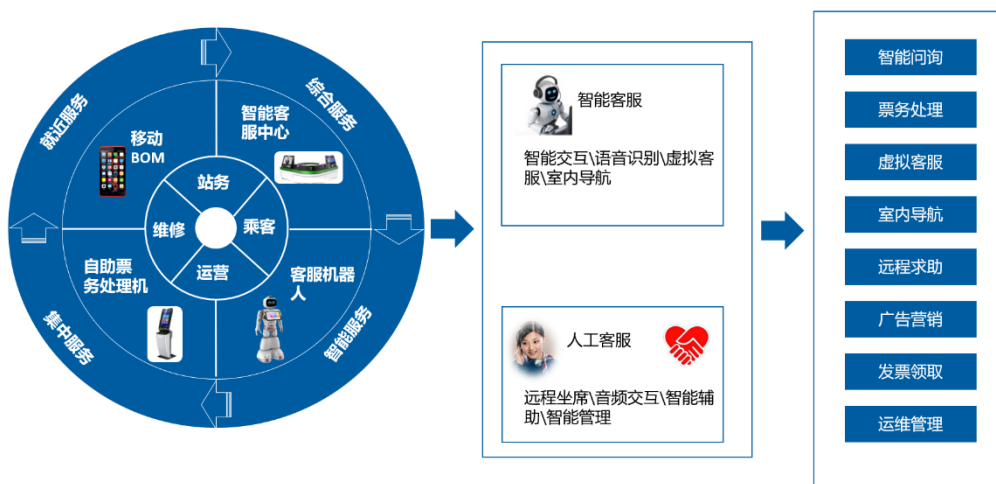 就近服务
综合服务
移动
BOM
智能客
服中心
站务
维修
乘客
运营
自助票
务处理机
客服机器
人
集中服务
智能服务
智能客服
智能交互\语音识别\虚拟客
服\室内导航
人工客服
远程坐席\音频交互\智能辅
助\智能管理
智能问询
票务处理
虚拟客服
室内导航
远程求助
广告营销
发票领取
运维管理